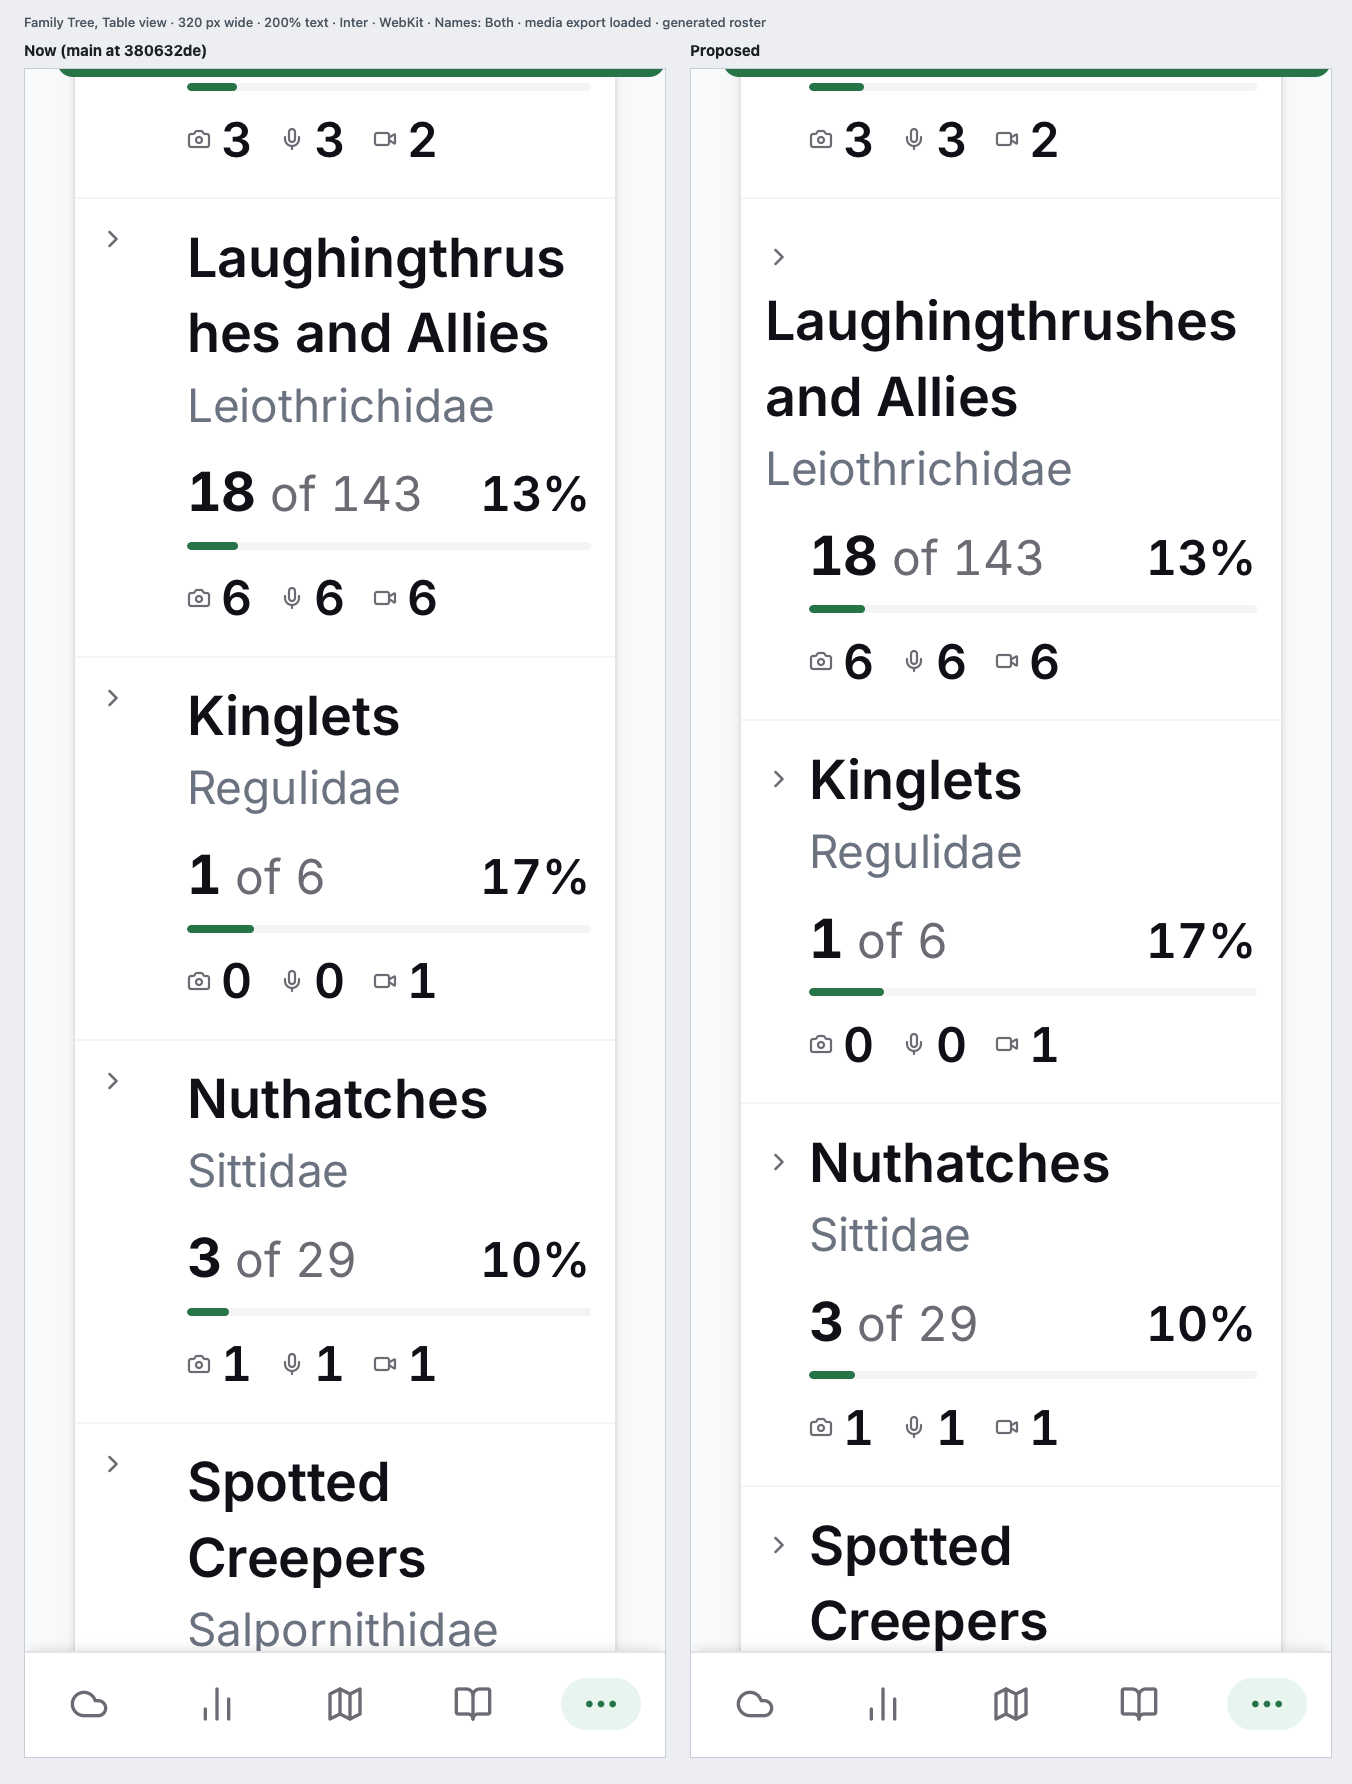 Family Tree, Table view · 320 px wide · 200% text · Inter · WebKit · Names: Both · media export loaded · generated roster
Now (main at 380632de)
3 3 2
Laughingthrus
hes and Allies
Leiothrichidae
18 of 143 13%
6 6 6
Kinglets
Regulidae
1 of 6 17%
0 0 1
Nuthatches
Sittidae
3 of 29 10%
1 1 1
Spotted
Creepers
Salpornithidae
Proposed
3 3 2
Laughingthrushes
and Allies
Leiothrichidae
18 of 143 13%
6 6 6
Kinglets
Regulidae
1 of 6 17%
0 0 1
Nuthatches
Sittidae
3 of 29 10%
1 1 1
Spotted
Creepers